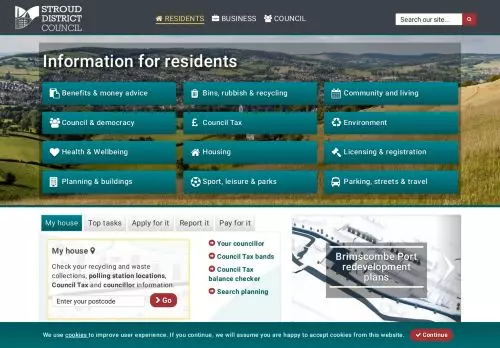 STROUD
DISTRICT
COUNCIL
RESIDENTS
BUSINESS
COUNCIL
Search our site...
Information for residents
Benefits & money advice
Bins, rubbish & recycling
Community and living
Council & democracy
£ Council Tax
Environment
Health & Wellbeing
Housing
Licensing & registration
Planning & buildings
Sport, leisure & parks
Parking, streets & travel
My house
Top tasks
Apply for it
Report it
Pay for it
My house
Check your recycling and waste
collections, polling station locations,
Council Tax and councillor information.
Enter your postcode
Go
Your councillor
Council Tax bands
Council Tax
balance checker
Search planning
Brimscombe Port
redevelopment
plans
We use cookies to improve user experience. If you continue, we will assume you are happy to accept cookies from this website.
Continue